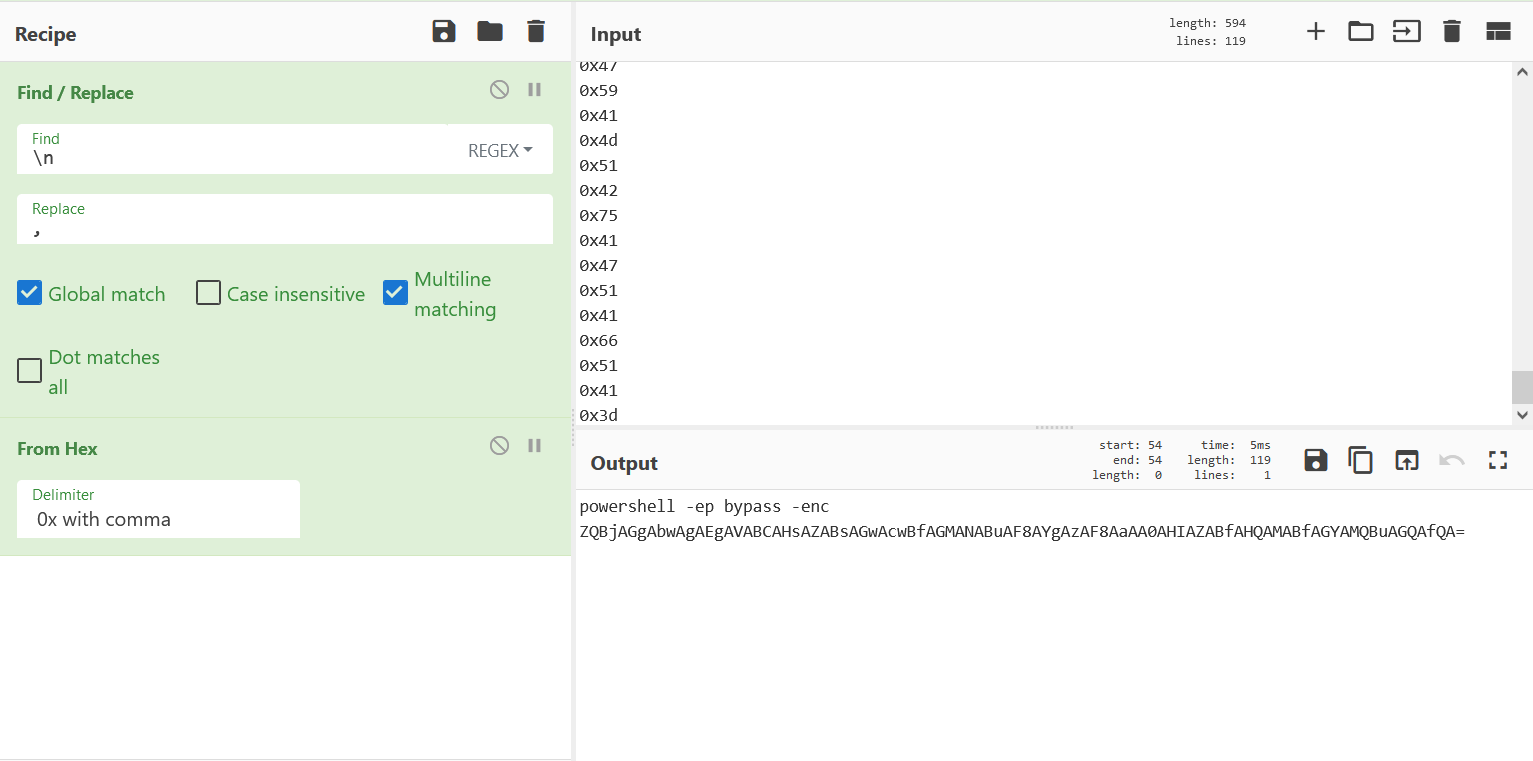 Recipe
Find / Replace
Find
\n
REGEX
Replace
,
Global match
Case insensitive
Multiline
matching
Dot matches
all
From Hex
Delimiter
0x with comma
Input
length: 594
lines: 119
0x47
0x59
0x41
0x4d
0x51
0x42
0x75
0x41
0x47
0x51
0x41
0x66
0x51
0x41
0x3d
Output
start: 54 time: 5ms
end: 54 length: 119
length: 0 lines: 1
powershell -ep bypass -enc
ZQBjAGgAbwAgAEgAVABCAHsAZABsAGwAcwBfAGMANABuAF8AYgAzAF8AaAA0AHIAZABfAHQAMABfAGYAMQBuAGQAfQA=